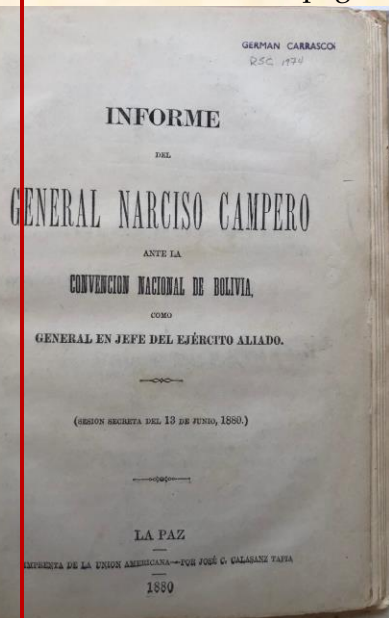 GERMAN CARRASCO
RSC 1974
INFORME
DEL
GENERAL NARCISO CAMPERO
ANTE LA
CONVENCION NACIONAL DE BOLIVIA,
COMO
GENERAL EN JEFE DEL EJÉRCITO ALIADO.
(SESION SECRETA DEL 13 DE JUNIO, 1880.)
LA PAZ
IMPRENTA DE LA UNION AMERICANA—POR JOSÉ C. CALASANZ TAPIA
1880